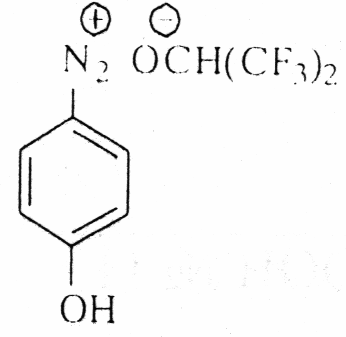 ⊕ ⊖
N₂ OCH(CF₃)₂
OH